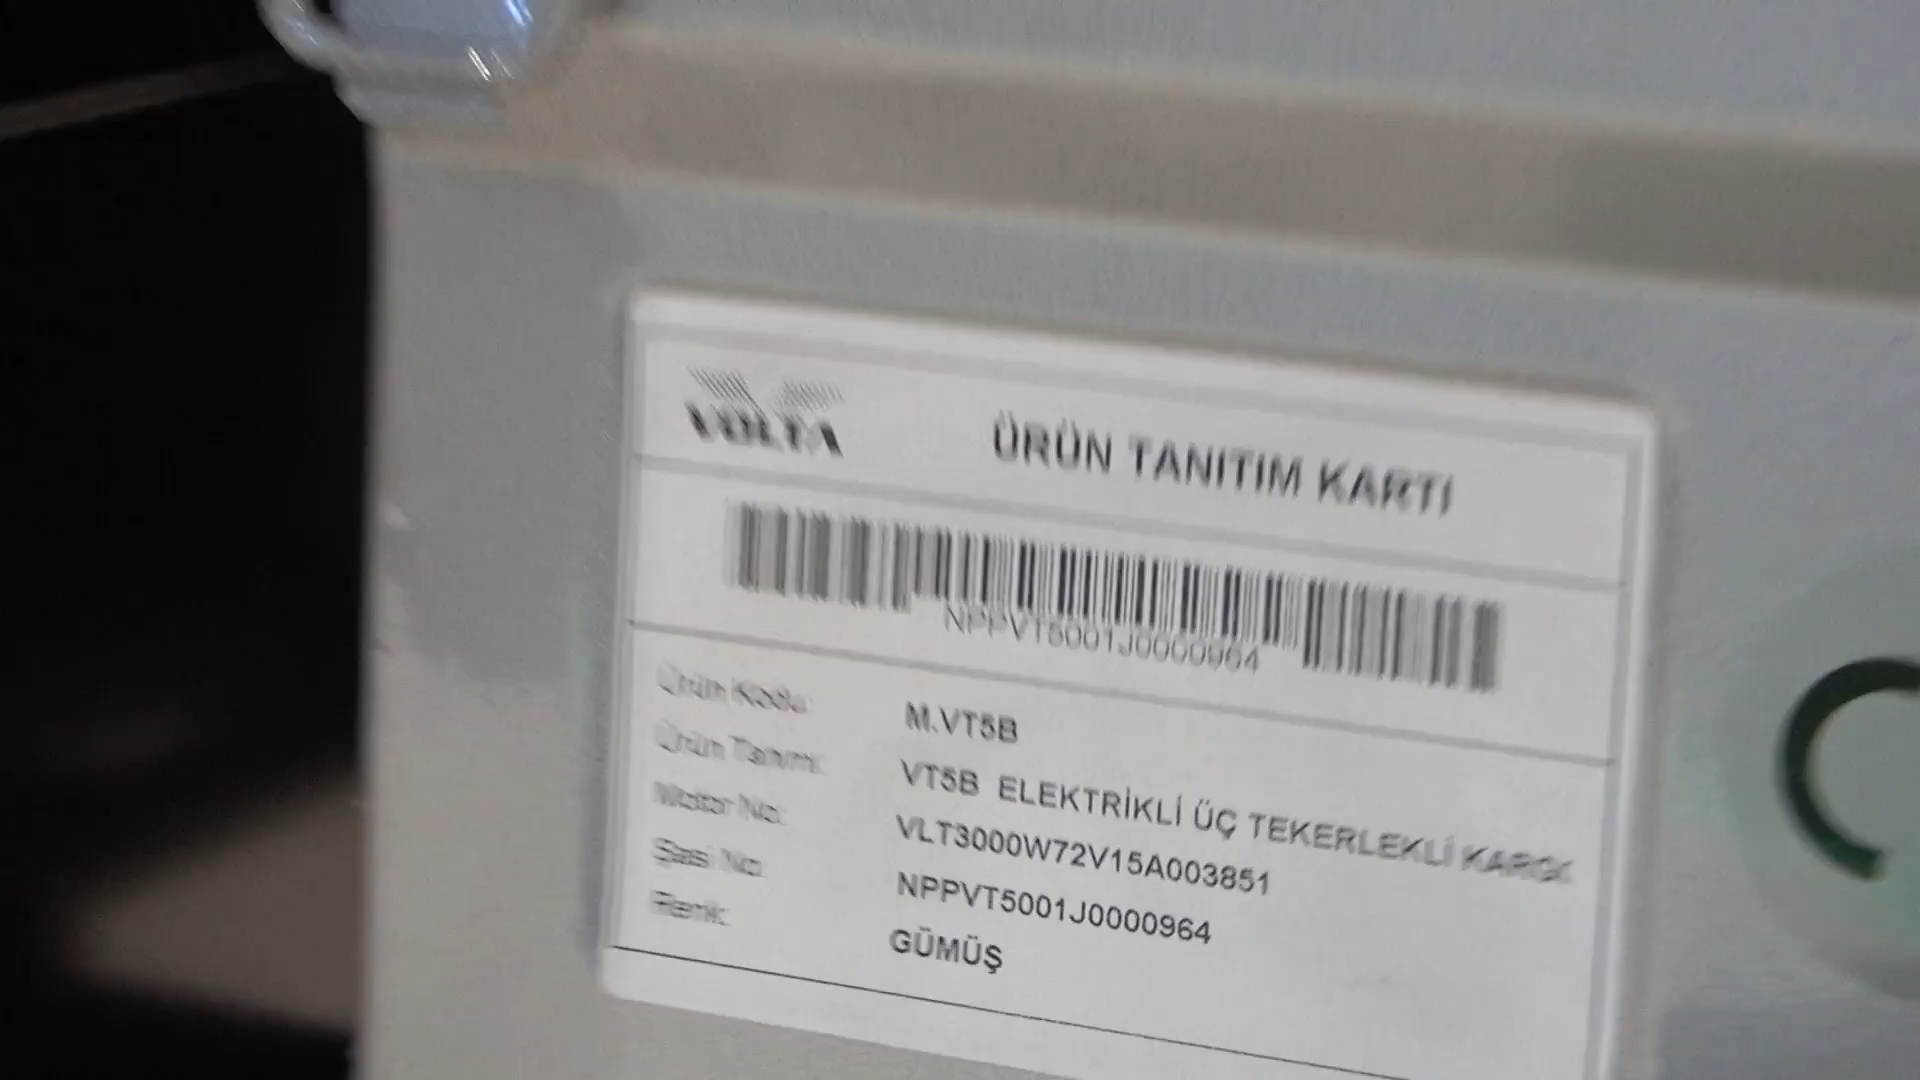 VOLTA
ÜRÜN TANITIM KARTI
NPPVT5001J0000964
Ürün Kodu: M.VT5B
Ürün Tanımı: VT5B ELEKTRİKLİ ÜÇ TEKERLEKLİ KARGO
Motor No: VLT3000W72V15A003851
Şasi No: NPPVT5001J0000964
Renk: GÜMÜŞ